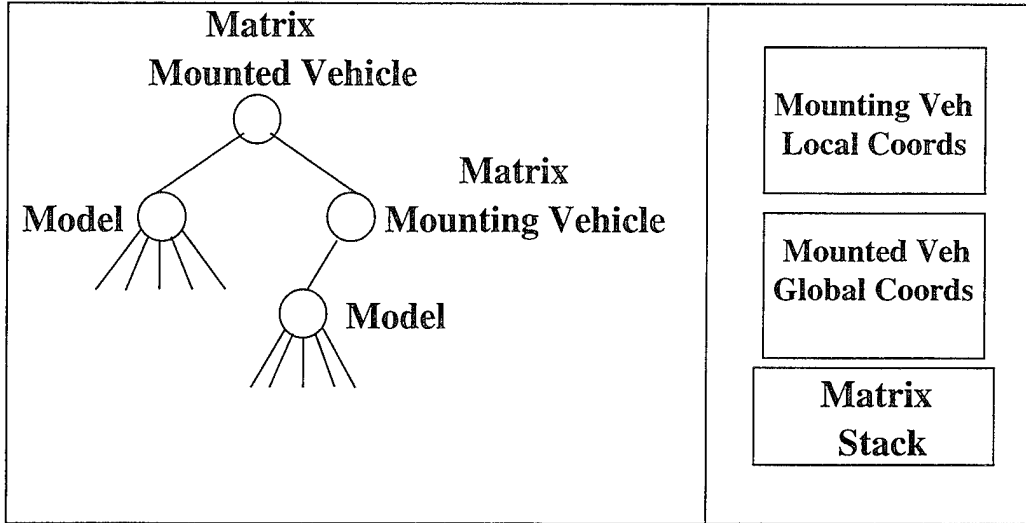 Matrix
Mounted Vehicle
Matrix
Model
Mounting Vehicle
Model
Mounting Veh
Local Coords
Mounted Veh
Global Coords
Matrix
Stack